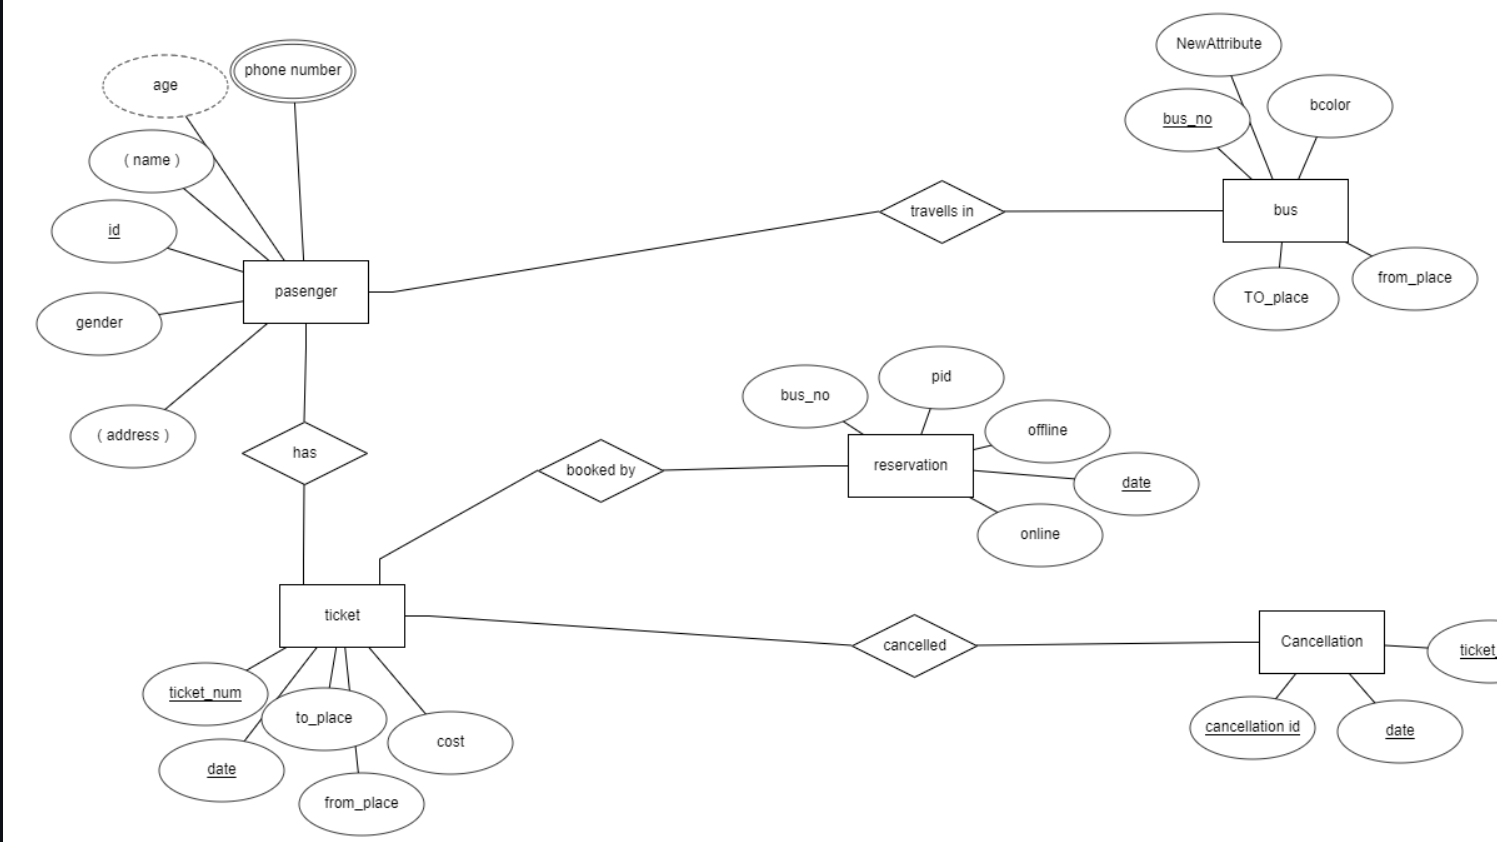 NewAttribute
phone number
age
bcolor
bus_no
( name )
id
travells in
bus
pasenger
from_place
TO_place
gender
pid
bus_no
offline
( address )
has
reservation
booked by
date
online
ticket
Cancellation
cancelled
ticket_
ticket_num
to_place
cancellation id
date
cost
date
from_place